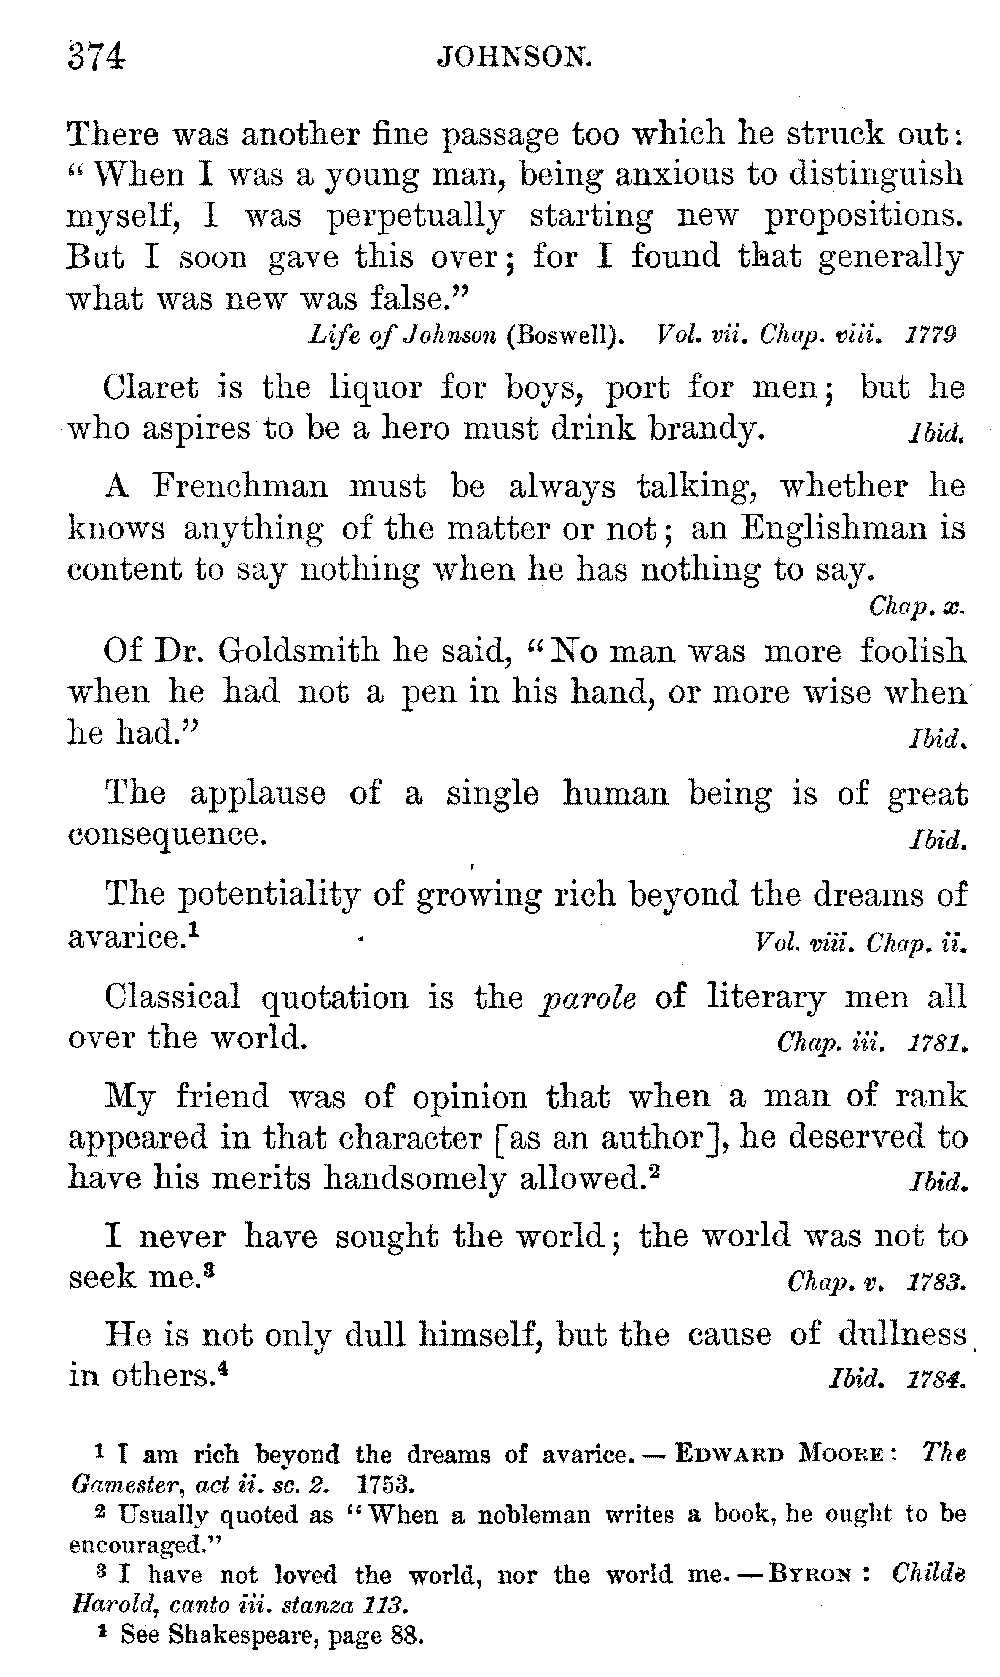 374 JOHNSON.
There was another fine passage too which he struck out:
“When I was a young man, being anxious to distinguish
myself, I was perpetually starting new propositions.
But I soon gave this over; for I found that generally
what was new was false.”
Life of Johnson (Boswell). Vol. vii. Chap. viii. 1779
Claret is the liquor for boys, port for men; but he
who aspires to be a hero must drink brandy. Ibid.
A Frenchman must be always talking, whether he
knows anything of the matter or not; an Englishman is
content to say nothing when he has nothing to say.
Chap. x.
Of Dr. Goldsmith he said, “No man was more foolish
when he had not a pen in his hand, or more wise when
he had.” Ibid.
The applause of a single human being is of great
consequence. Ibid.
The potentiality of growing rich beyond the dreams of
avarice.¹ Vol. viii. Chap. ii.
Classical quotation is the parole of literary men all
over the world. Chap. iii. 1781.
My friend was of opinion that when a man of rank
appeared in that character [as an author], he deserved to
have his merits handsomely allowed.² Ibid.
I never have sought the world; the world was not to
seek me.³ Chap. v. 1783.
He is not only dull himself, but the cause of dullness
in others.⁴ Ibid. 1784.
¹ I am rich beyond the dreams of avarice. — EDWARD MOORE: The
Gamester, act ii. sc. 2. 1753.
² Usually quoted as “When a nobleman writes a book, he ought to be
encouraged.”
³ I have not loved the world, nor the world me. — BYRON : Childe
Harold, canto iii. stanza 113.
¹ See Shakespeare, page 88.